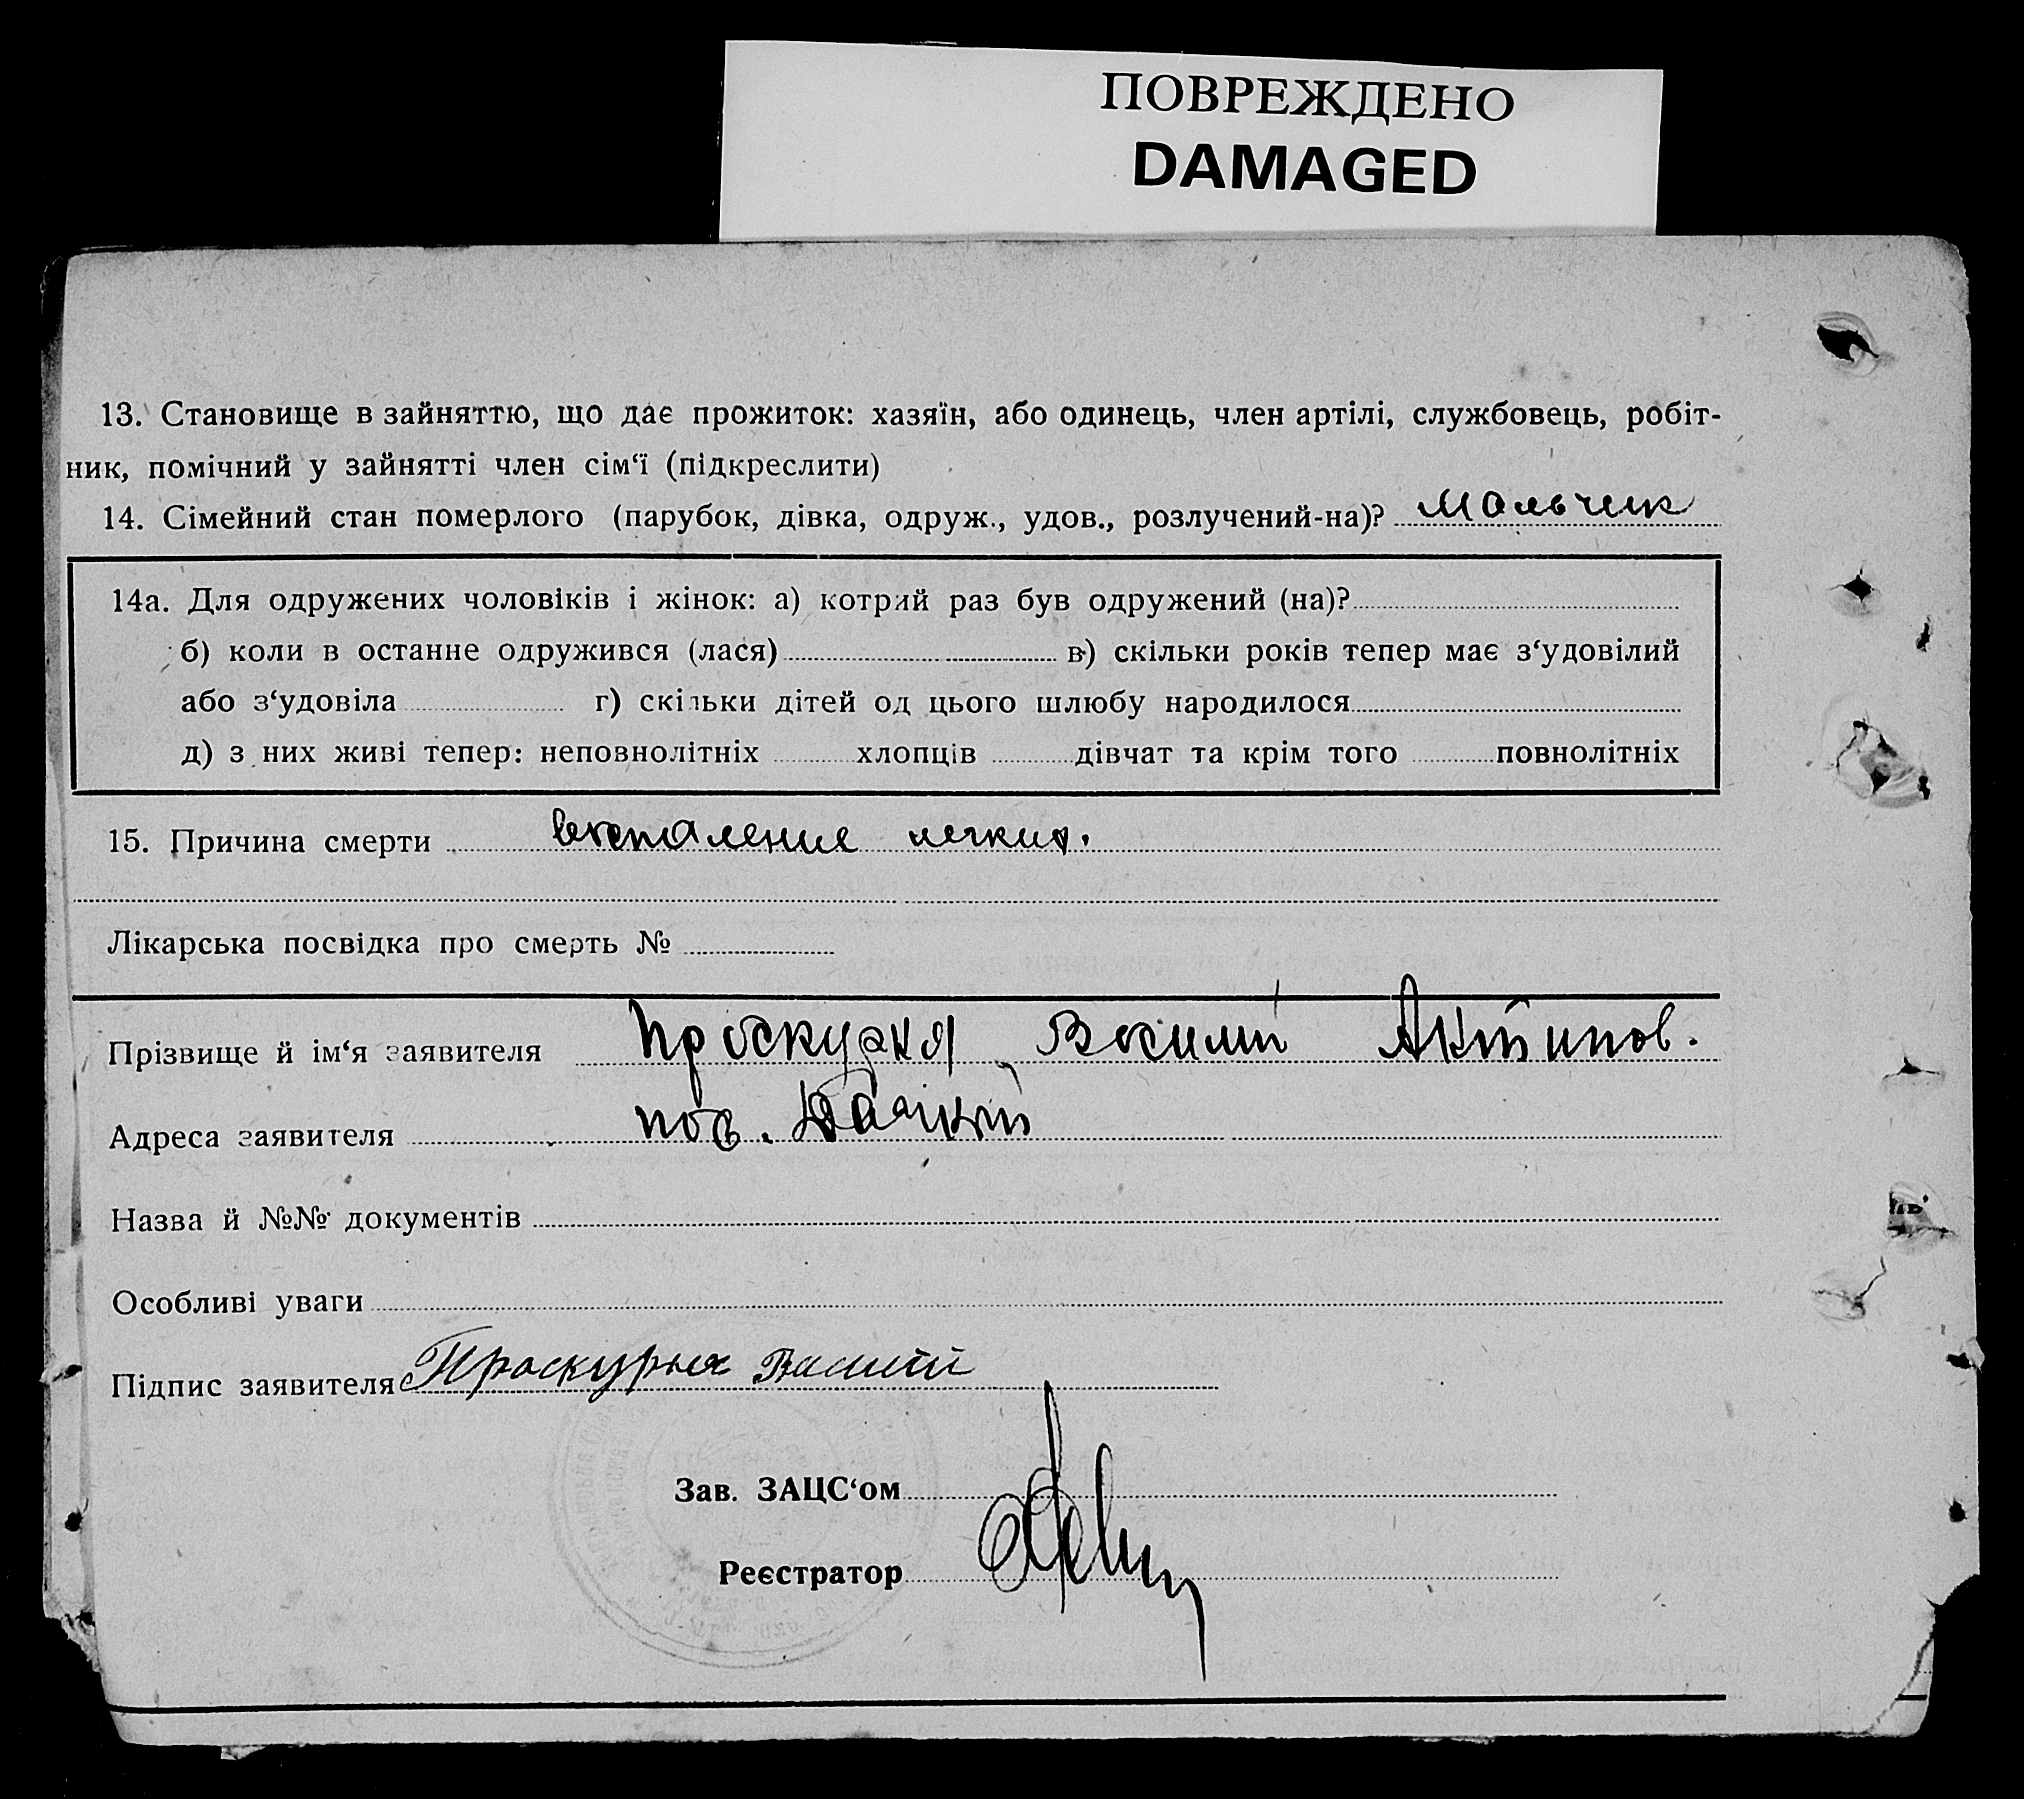 ПОВРЕЖДЕНО
DAMAGED
13. Становище в зайняттю, що дає прожиток: хазяїн, або одинець, член артілі, службовець, робіт-
ник, помічний у зайнятті член сім‘ї (підкреслити)
14. Сімейний стан померлого (парубок, дівка, одруж., удов., розлучений-на)? Мальчик
14а. Для одружених чоловіків і жінок: а) котрий раз був одружений (на)?
б) коли в останне одружився (лася) в) скільки років тепер має з‘удовілий
або з‘удовіла г) скільки дітей од цього шлюбу народилося
д) з них живі тепер: неповнолітніх хлопців дівчат та крім того повнолітніх
15. Причина смерти воспаление легких.
Лікарська посвідка про смерть №
Прізвище й ім‘я заявителя Проскурня Василий
Адреса заявителя пос.
Назва й №№ документів
Особливі уваги
Підпис заявителя Проскурня Василий
Зав. ЗАЦС‘ом
Реєстратор